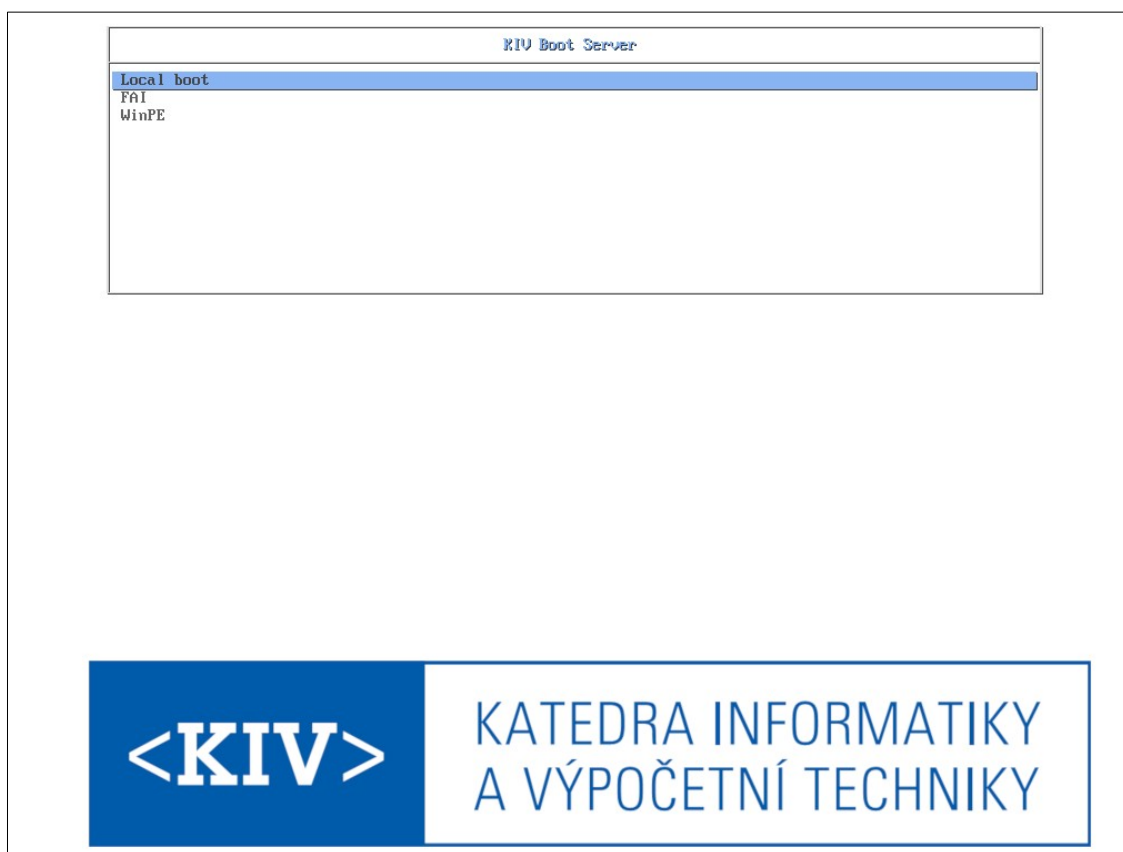 KIV Boot Server
Local boot
FAI
WinPE
<KIV>
KATEDRA INFORMATIKY
A VÝPOČETNÍ TECHNIKY